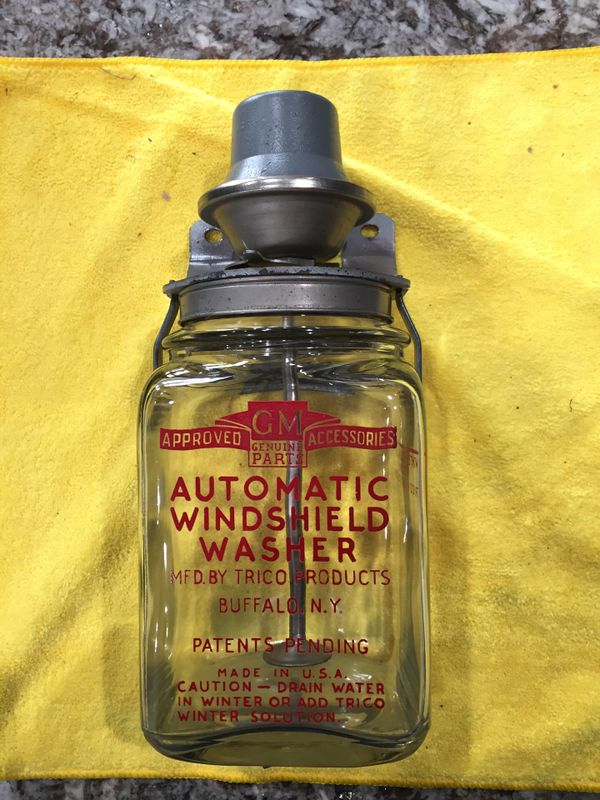 GM
APPROVED GENUINE ACCESSORIES
PARTS
AUTOMATIC
WINDSHIELD
WASHER
MFD. BY TRICO PRODUCTS
BUFFALO, N.Y.
PATENTS PENDING
MADE IN U.S.A.
CAUTION — DRAIN WATER
IN WINTER OR ADD TRICO
WINTER SOLUTION.